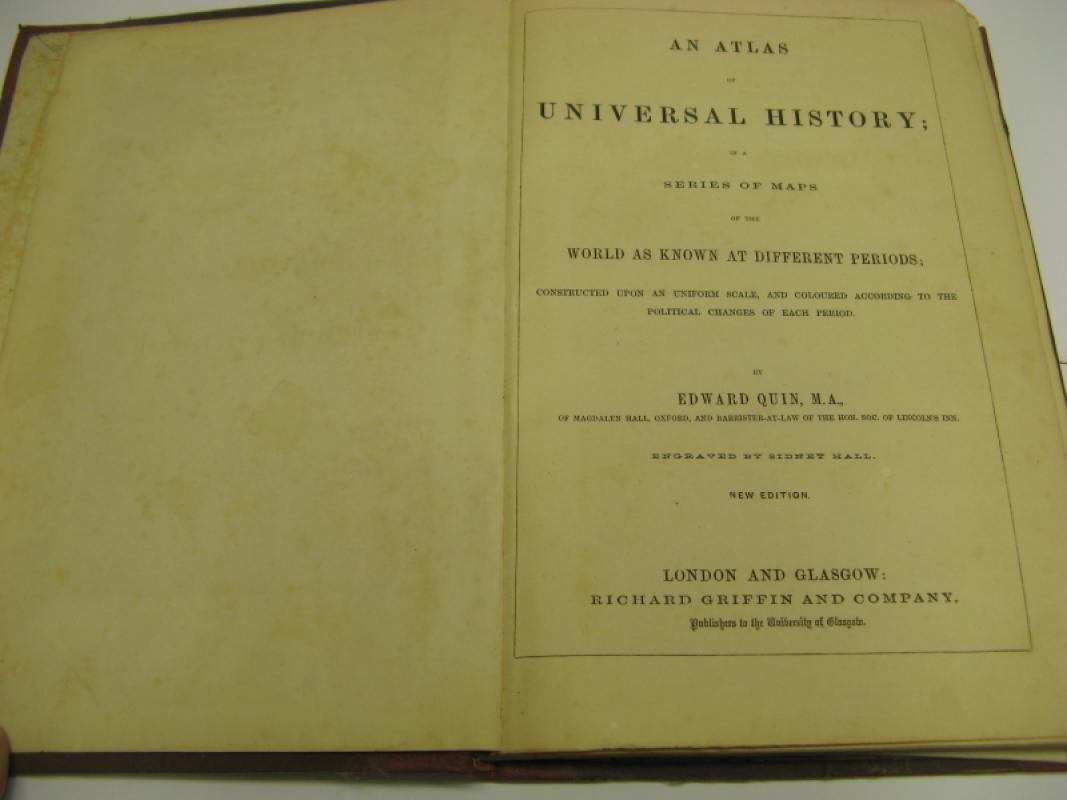 AN ATLAS
OF
UNIVERSAL HISTORY;
IN A
SERIES OF MAPS
OF THE
WORLD AS KNOWN AT DIFFERENT PERIODS;
CONSTRUCTED UPON AN UNIFORM SCALE, AND COLOURED ACCORDING TO THE
POLITICAL CHANGES OF EACH PERIOD.
BY
EDWARD QUIN, M.A.,
OF MAGDALEN HALL, OXFORD, AND BARRISTER-AT-LAW OF THE HON. SOC. OF LINCOLN'S INN.
ENGRAVED BY SIDNEY HALL.
NEW EDITION.
LONDON AND GLASGOW:
RICHARD GRIFFIN AND COMPANY,
Publishers to the University of Glasgow.